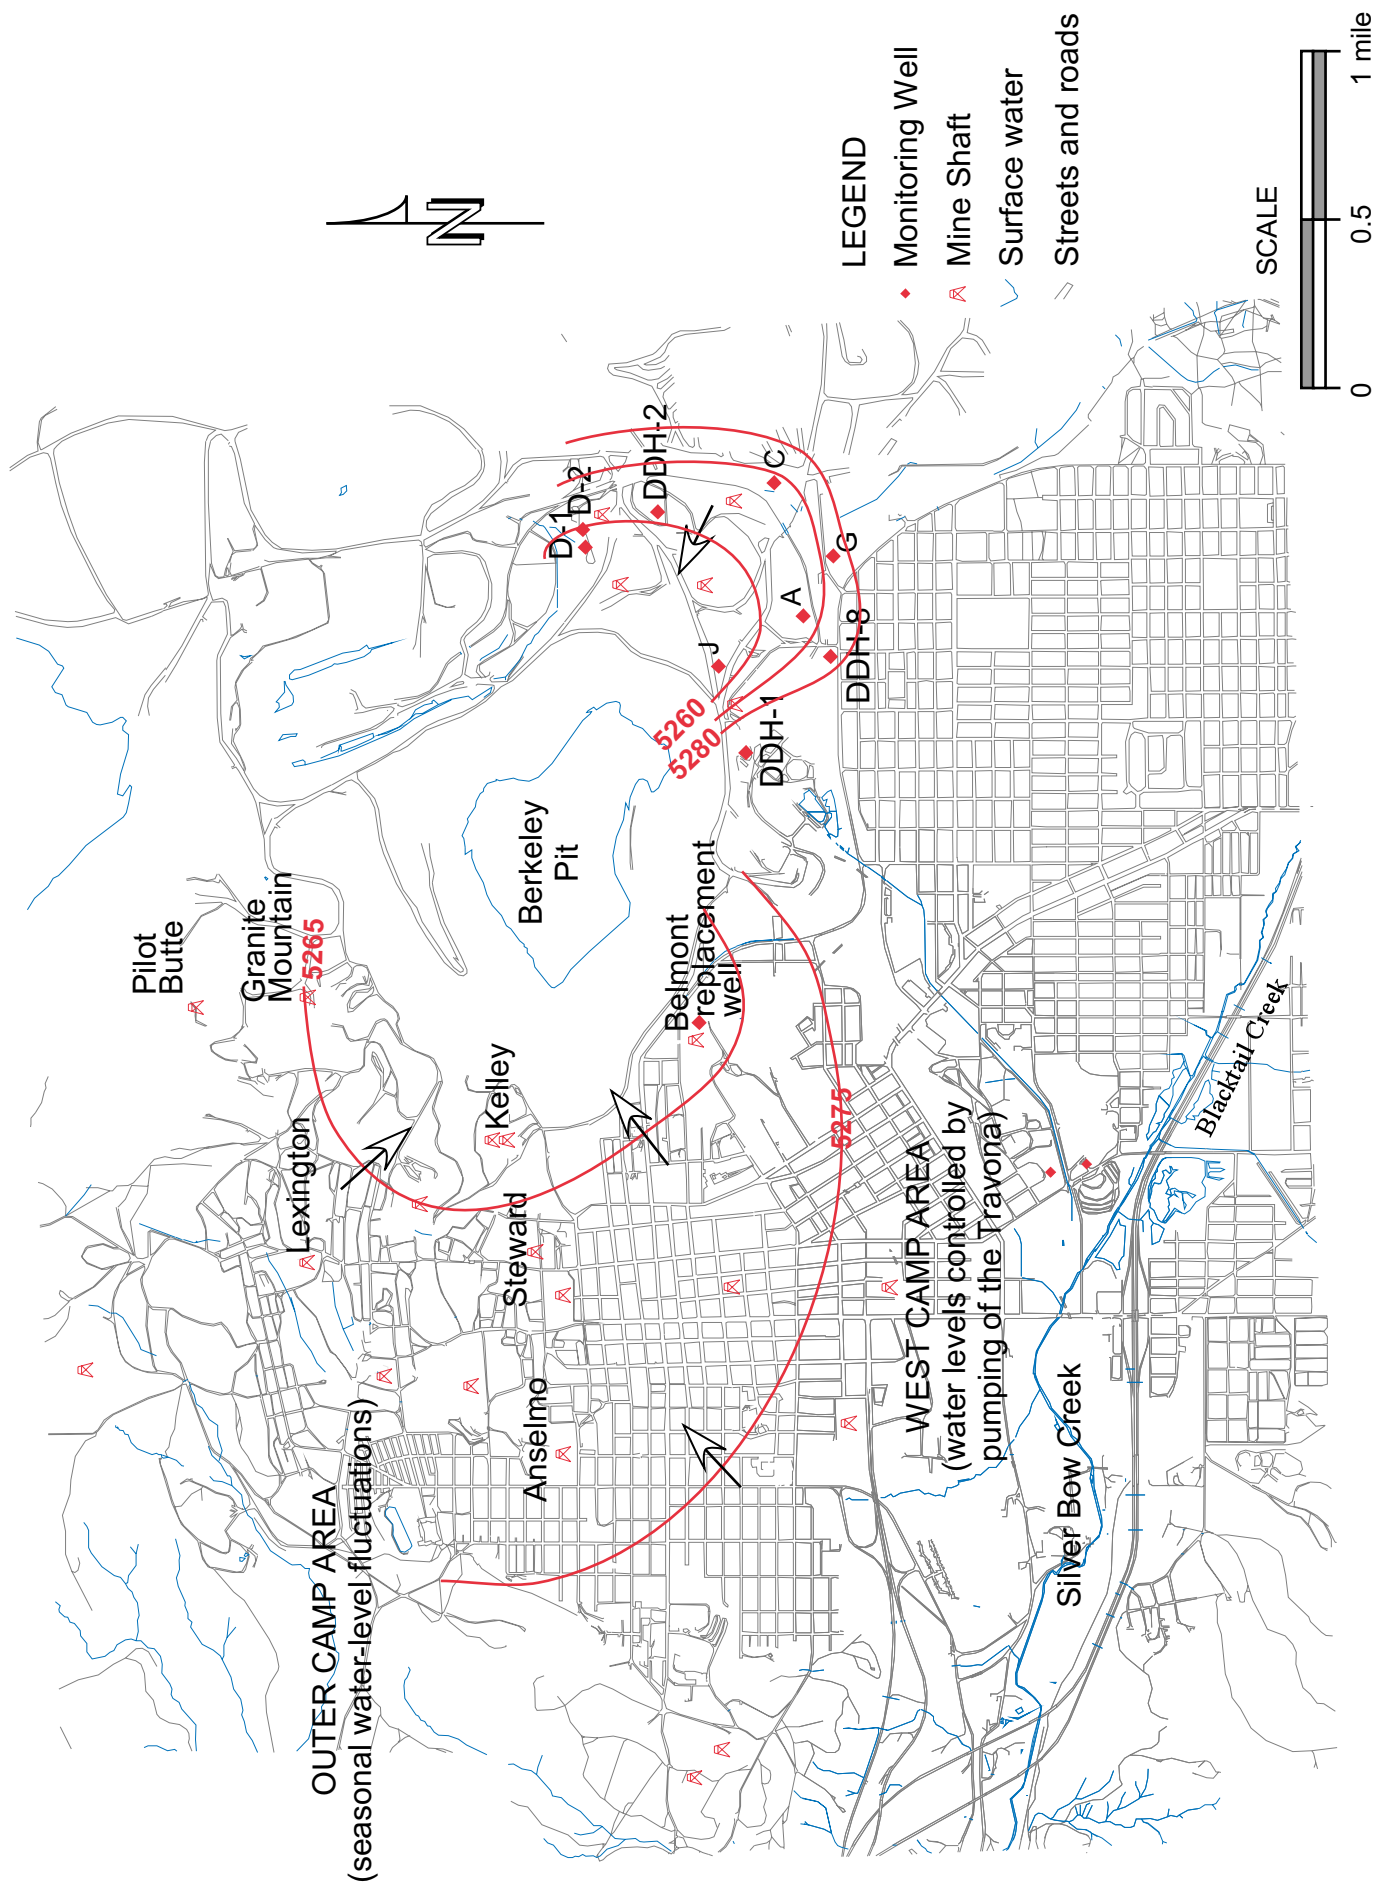 Pilot
Butte
Granite
Mountain
5265
Lexington
OUTER CAMP AREA
(seasonal water-level fluctuations)
Kelley
Steward
Anselmo
Berkeley
Pit
Belmont
replacement
well
D-1
D-2
DDH-2
C
G
A
DDH-8
J
5260
5280
DDH-1
5275
WEST CAMP AREA
(water levels controlled by
pumping of the Travona)
Silver Bow Creek
Blacktail Creek
N
LEGEND
Monitoring Well
Mine Shaft
Surface water
Streets and roads
SCALE
0 0.5 1 mile